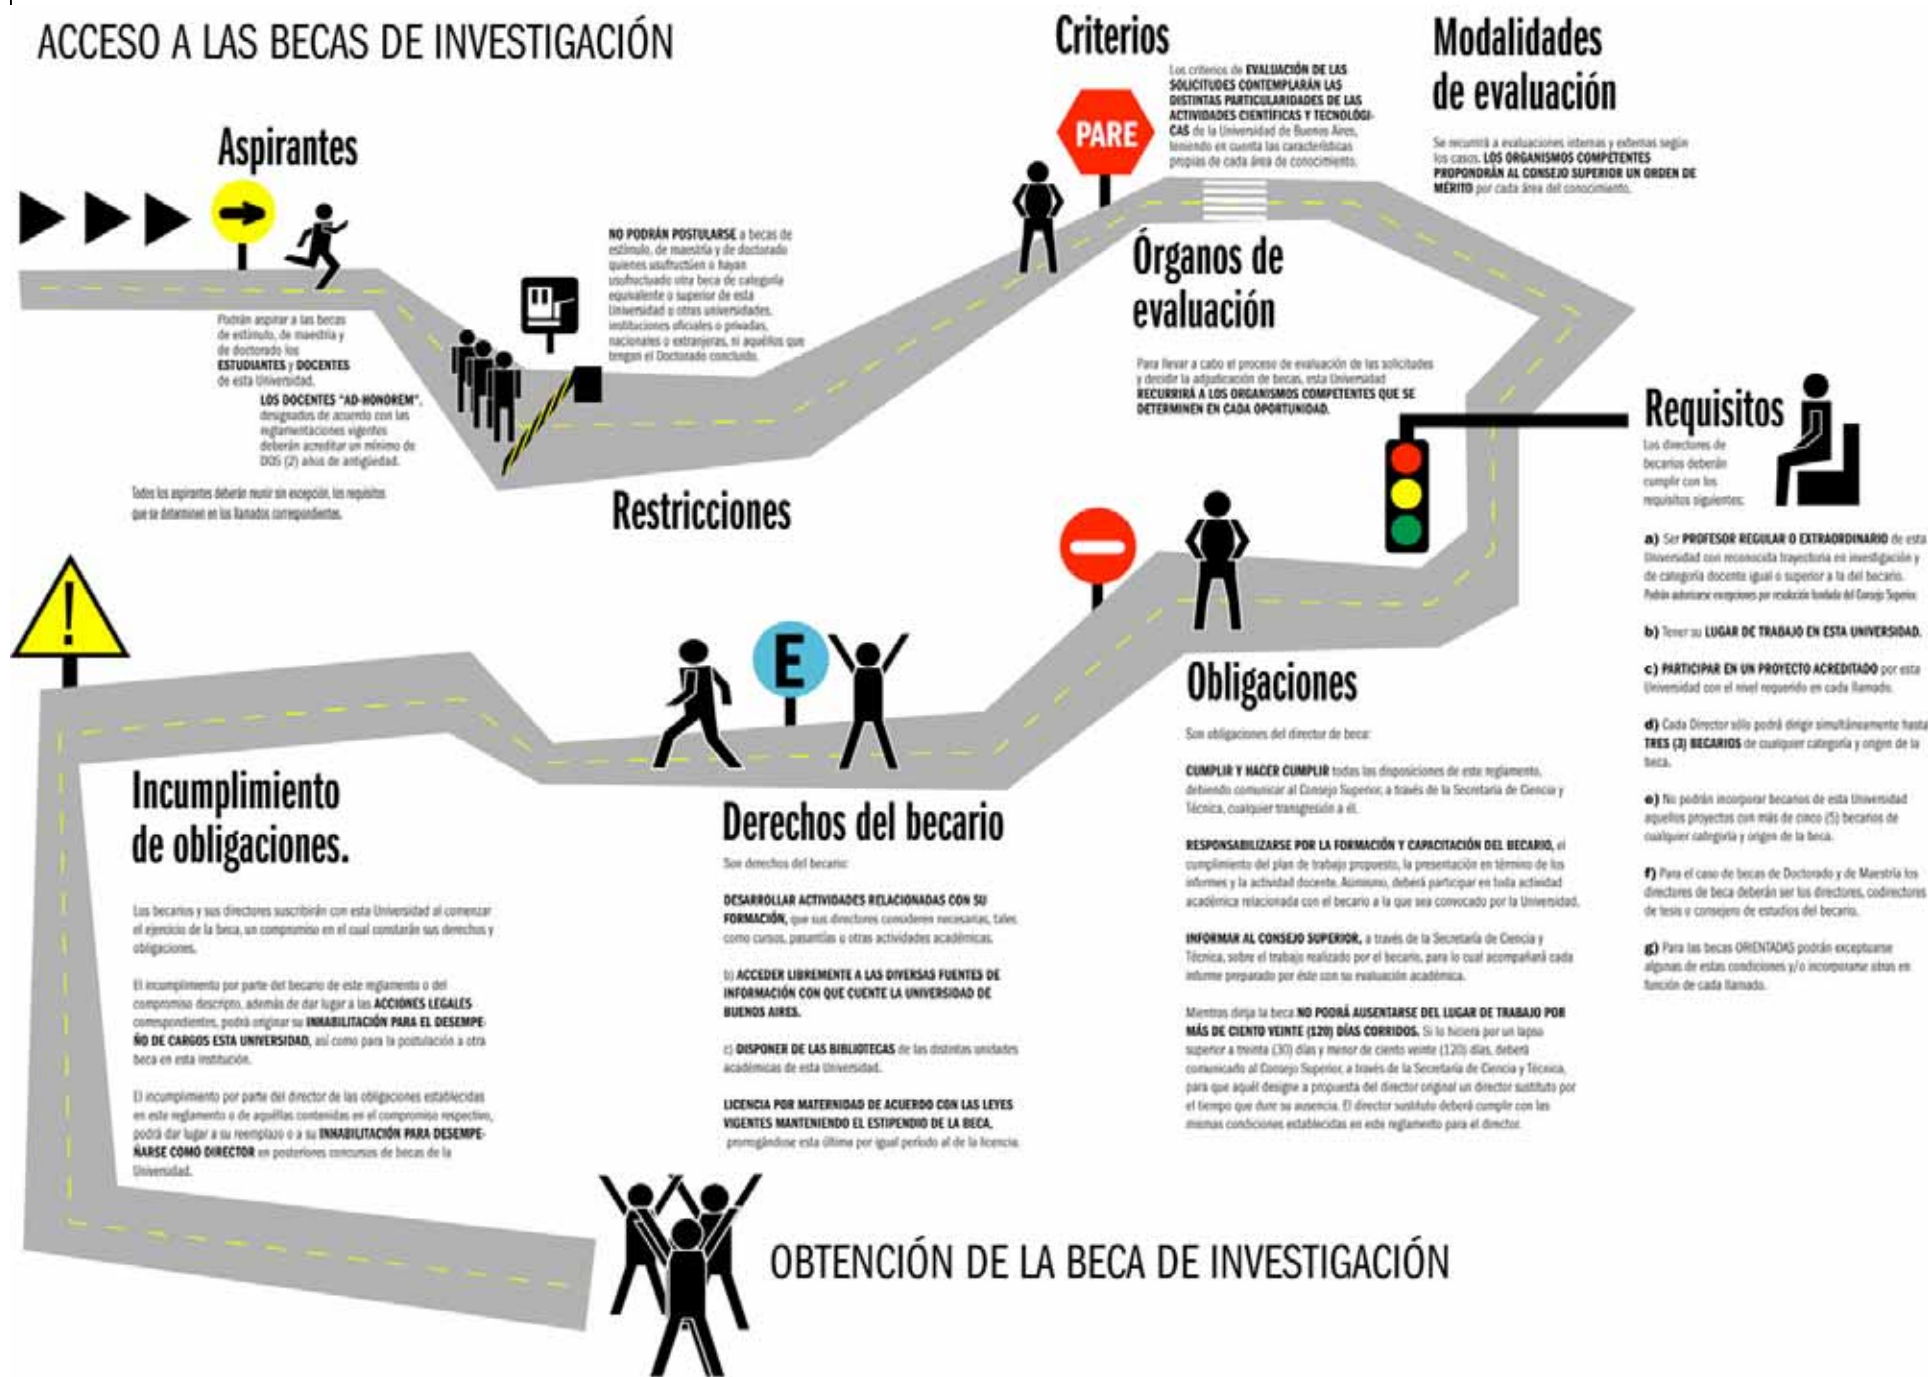 ACCESO A LAS BECAS DE INVESTIGACIÓN
Aspirantes
Podrán aspirar a las becas
de estímulo, de maestría y
de doctorado los
ESTUDIANTES y DOCENTES
de esta Universidad.
LOS DOCENTES "AD-HONOREM",
designados de acuerdo con las
reglamentaciones vigentes
deberán acreditar un mínimo de
DOS (2) años de antigüedad.
Todos los aspirantes deberán reunir sin excepción, los requisitos
que se determinen en los llamados correspondientes.
NO PODRÁN POSTULARSE a becas de
estímulo, de maestría y de doctorado
quienes usufructúen o hayan
usufructuado otra beca de categoría
equivalente o superior de esta
Universidad u otras universidades,
instituciones oficiales o privadas,
nacionales o extranjeras, ni aquéllos que
tengan el Doctorado concluido.
Restricciones
Criterios
PARE
Los criterios de EVALUACIÓN DE LAS
SOLICITUDES CONTEMPLARÁN LAS
DISTINTAS PARTICULARIDADES DE LAS
ACTIVIDADES CIENTÍFICAS Y TECNOLÓGI-
CAS de la Universidad de Buenos Aires,
teniendo en cuenta las características
propias de cada área de conocimiento.
Órganos de
evaluación
Para llevar a cabo el proceso de evaluación de las solicitudes
y decidir la adjudicación de becas, esta Universidad
RECURRIRÁ A LOS ORGANISMOS COMPETENTES QUE SE
DETERMINEN EN CADA OPORTUNIDAD.
Modalidades
de evaluación
Se recurrirá a evaluaciones internas y externas según
los casos. LOS ORGANISMOS COMPETENTES
PROPONDRÁN AL CONSEJO SUPERIOR UN ORDEN DE
MÉRITO por cada área del conocimiento.
Requisitos
Los directores de
becarios deberán
cumplir con los
requisitos siguientes:
a) Ser PROFESOR REGULAR O EXTRAORDINARIO de esta
Universidad con reconocida trayectoria en investigación y
de categoría docente igual o superior a la del becario.
Podrán autorizarse excepciones por resolución fundada del Consejo Superior.
b) Tener su LUGAR DE TRABAJO EN ESTA UNIVERSIDAD.
c) PARTICIPAR EN UN PROYECTO ACREDITADO por esta
Universidad con el nivel requerido en cada llamado.
d) Cada Director sólo podrá dirigir simultáneamente hasta
TRES (3) BECARIOS de cualquier categoría y origen de la
beca.
e) No podrán incorporar becarios de esta Universidad
aquellos proyectos con más de cinco (5) becarios de
cualquier categoría y origen de la beca.
f) Para el caso de becas de Doctorado y de Maestría los
directores de beca deberán ser los directores, codirectores
de tesis o consejero de estudios del becario.
g) Para las becas ORIENTADAS podrán exceptuarse
algunas de estas condiciones y/o incorporarse otras en
función de cada llamado.
Obligaciones
Son obligaciones del director de beca:
CUMPLIR Y HACER CUMPLIR todas las disposiciones de este reglamento,
debiendo comunicar al Consejo Superior, a través de la Secretaría de Ciencia y
Técnica, cualquier transgresión a él.
RESPONSABILIZARSE POR LA FORMACIÓN Y CAPACITACIÓN DEL BECARIO, el
cumplimiento del plan de trabajo propuesto, la presentación en término de los
informes y la actividad docente. Asimismo, deberá participar en toda actividad
académica relacionada con el becario a la que sea convocado por la Universidad.
INFORMAR AL CONSEJO SUPERIOR, a través de la Secretaría de Ciencia y
Técnica, sobre el trabajo realizado por el becario, para lo cual acompañará cada
informe preparado por éste con su evaluación académica.
Mientras dirija la beca NO PODRÁ AUSENTARSE DEL LUGAR DE TRABAJO POR
MÁS DE CIENTO VEINTE (120) DÍAS CORRIDOS. Si lo hiciera por un lapso
superior a treinta (30) días y menor de ciento veinte (120) días, deberá
comunicarlo al Consejo Superior, a través de la Secretaría de Ciencia y Técnica,
para que aquél designe a propuesta del director original un director sustituto por
el tiempo que dure su ausencia. El director sustituto deberá cumplir con las
mismas condiciones establecidas en este reglamento para el director.
E
Derechos del becario
Son derechos del becario:
DESARROLLAR ACTIVIDADES RELACIONADAS CON SU
FORMACIÓN, que sus directores consideren necesarias, tales
como cursos, pasantías u otras actividades académicas.
b) ACCEDER LIBREMENTE A LAS DIVERSAS FUENTES DE
INFORMACIÓN CON QUE CUENTE LA UNIVERSIDAD DE
BUENOS AIRES.
c) DISPONER DE LAS BIBLIOTECAS de las distintas unidades
académicas de esta Universidad.
LICENCIA POR MATERNIDAD DE ACUERDO CON LAS LEYES
VIGENTES MANTENIENDO EL ESTIPENDIO DE LA BECA,
prorrogándose esta última por igual período al de la licencia.
!
Incumplimiento
de obligaciones.
Los becarios y sus directores suscribirán con esta Universidad al comenzar
el ejercicio de la beca, un compromiso en el cual constarán sus derechos y
obligaciones.
El incumplimiento por parte del becario de este reglamento o del
compromiso descripto, además de dar lugar a las ACCIONES LEGALES
correspondientes, podrá originar su INHABILITACIÓN PARA EL DESEMPE-
ÑO DE CARGOS ESTA UNIVERSIDAD, así como para la postulación a otra
beca en esta institución.
El incumplimiento por parte del director de las obligaciones establecidas
en este reglamento o de aquéllas contenidas en el compromiso respectivo,
podrá dar lugar a su reemplazo o a su INHABILITACIÓN PARA DESEMPE-
ÑARSE COMO DIRECTOR en posteriores concursos de becas de la
Universidad.
OBTENCIÓN DE LA BECA DE INVESTIGACIÓN